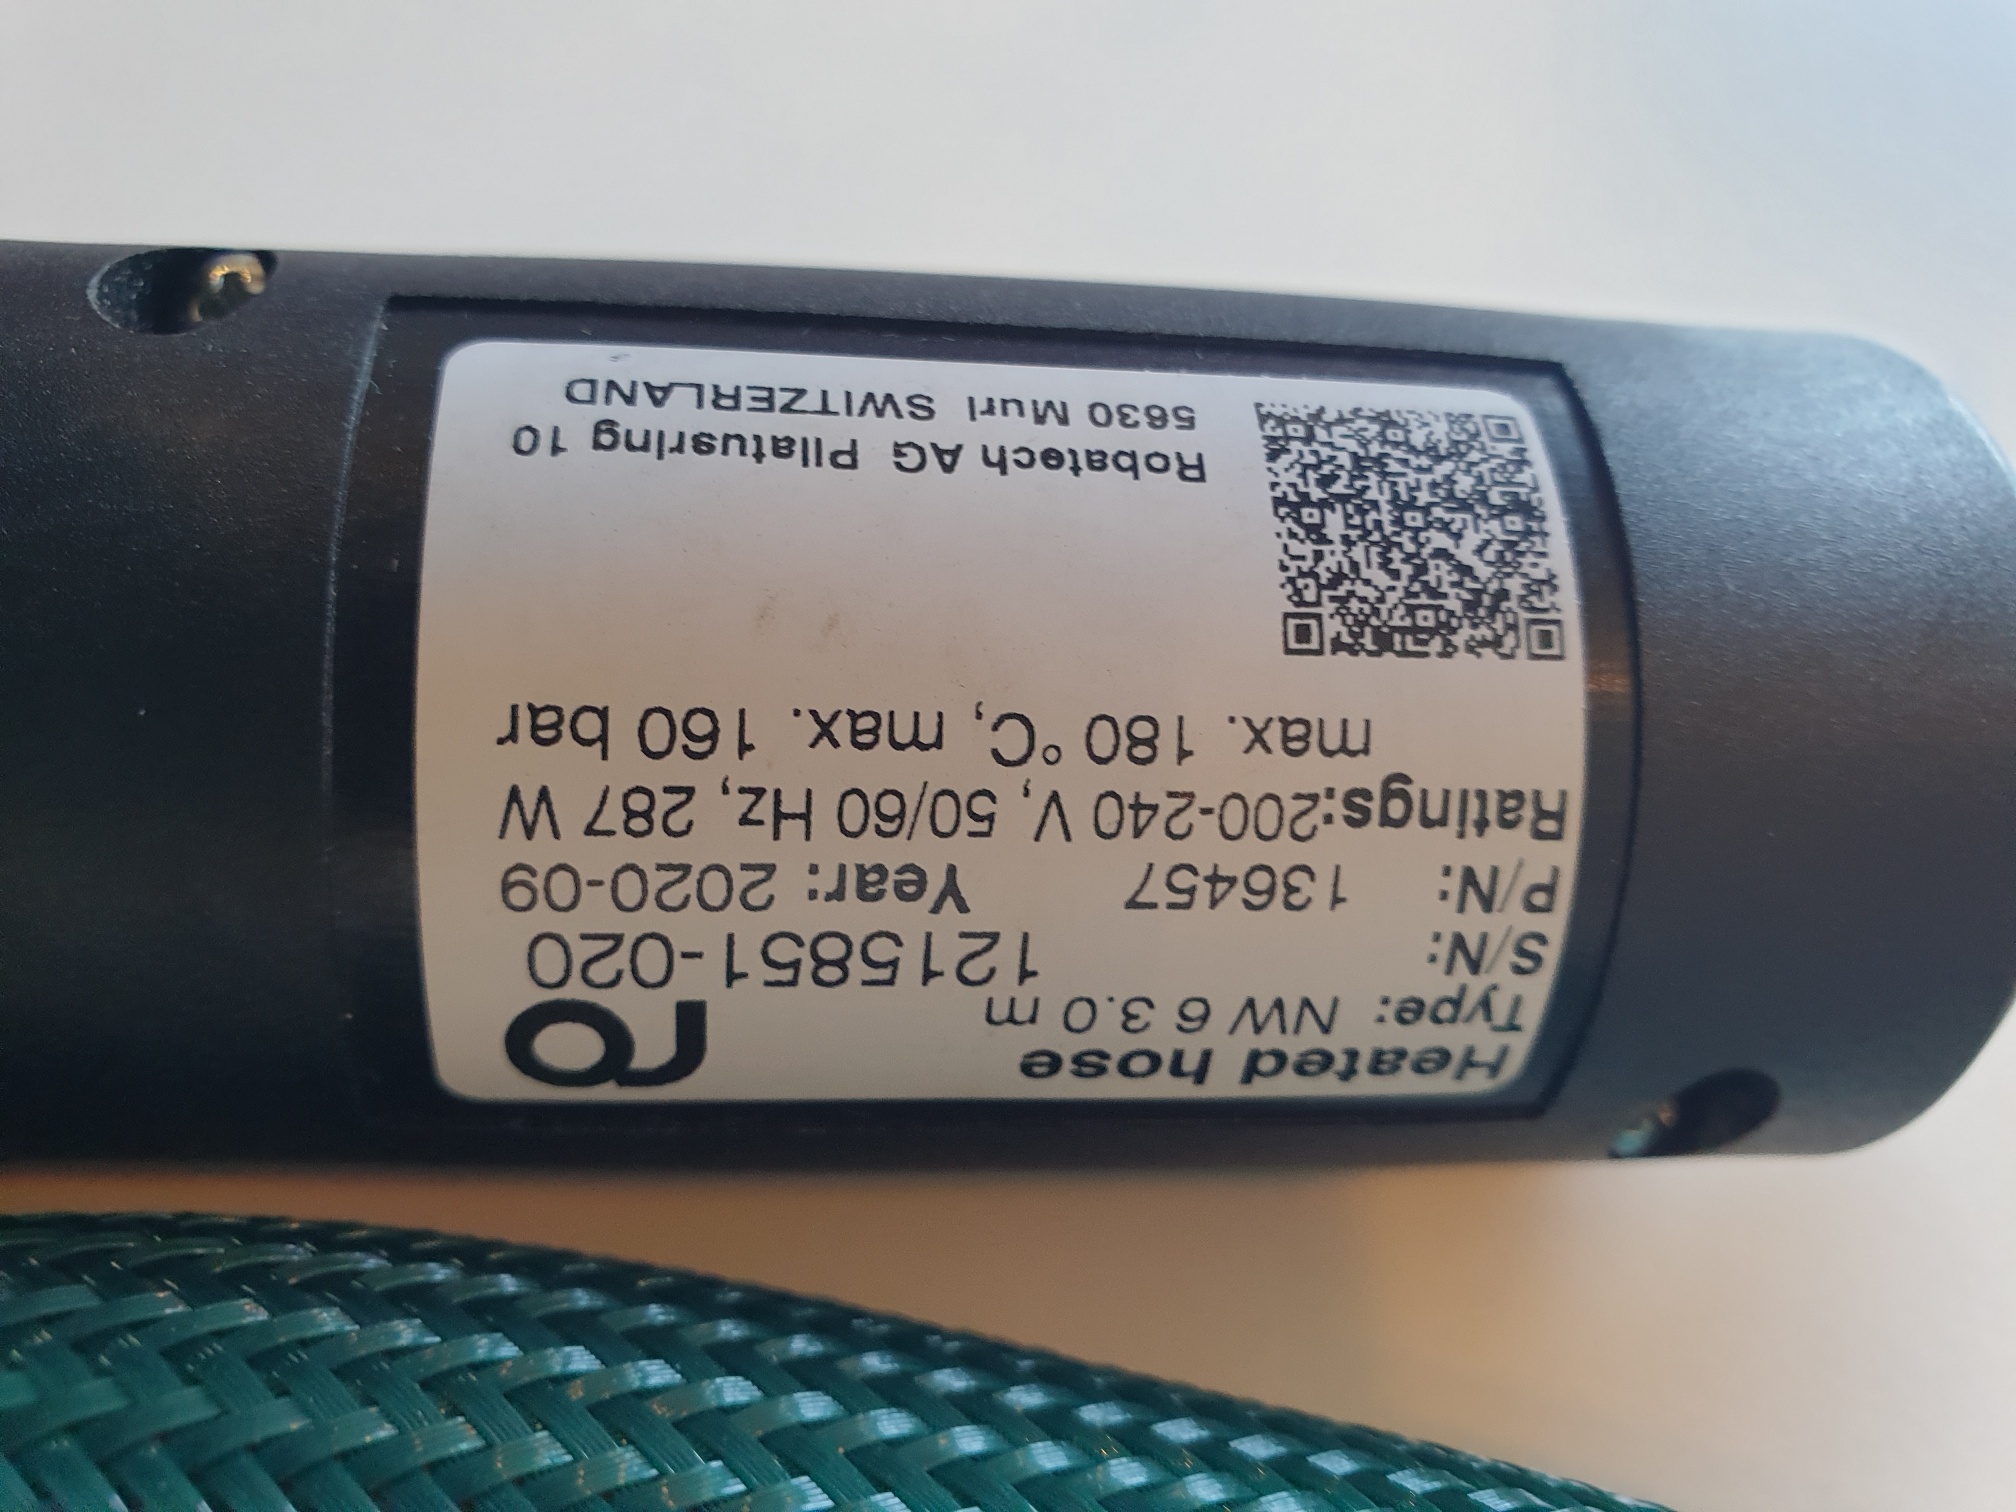 Heated hose
ro
Type: NW 6 3.0 m
S/N: 1215851-020
P/N: 136457 Year: 2020-09
Ratings:200-240 V, 50/60 Hz, 287 W
max. 180 °C, max. 160 bar
Robatech AG Pilatusring 10
5630 Muri SWITZERLAND